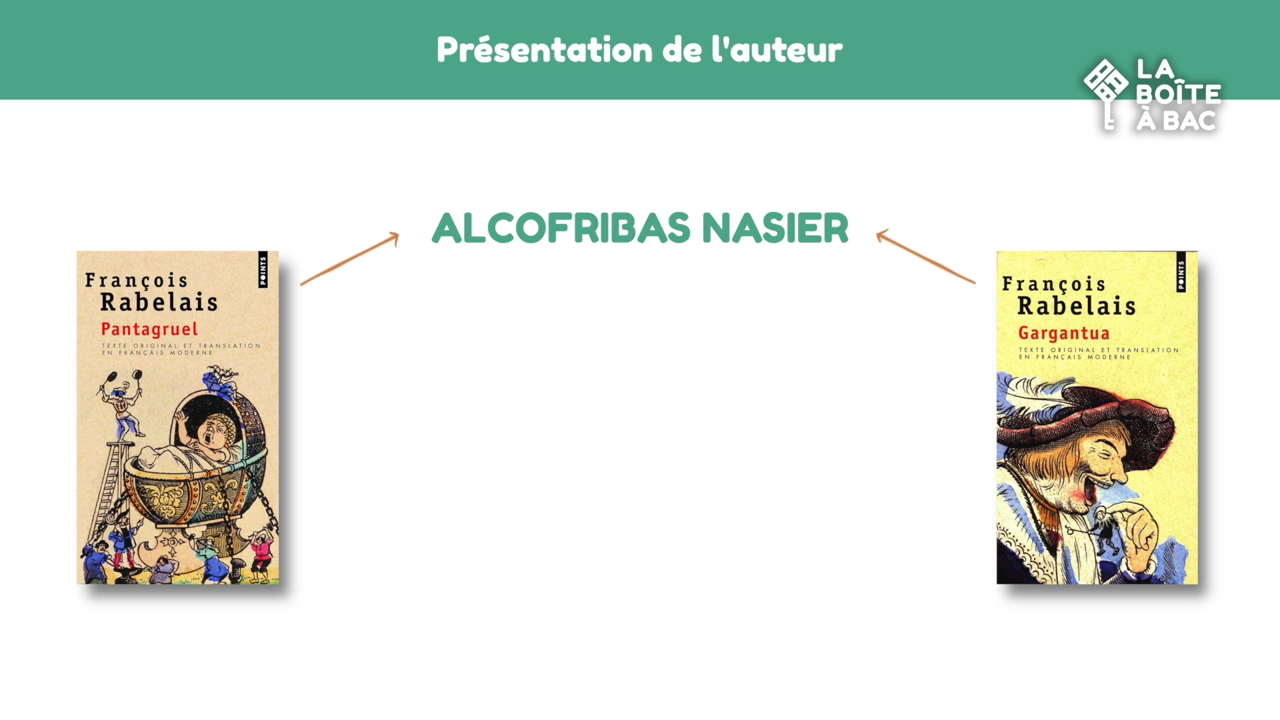 Présentation de l'auteur
LA
BOÎTE
À BAC
ALCOFRIBAS NASIER
POINTS
François
Rabelais
Pantagruel
TEXTE ORIGINAL ET TRANSLATION
EN FRANÇAIS MODERNE
POINTS
François
Rabelais
Gargantua
TEXTE ORIGINAL ET TRANSLATION
EN FRANÇAIS MODERNE